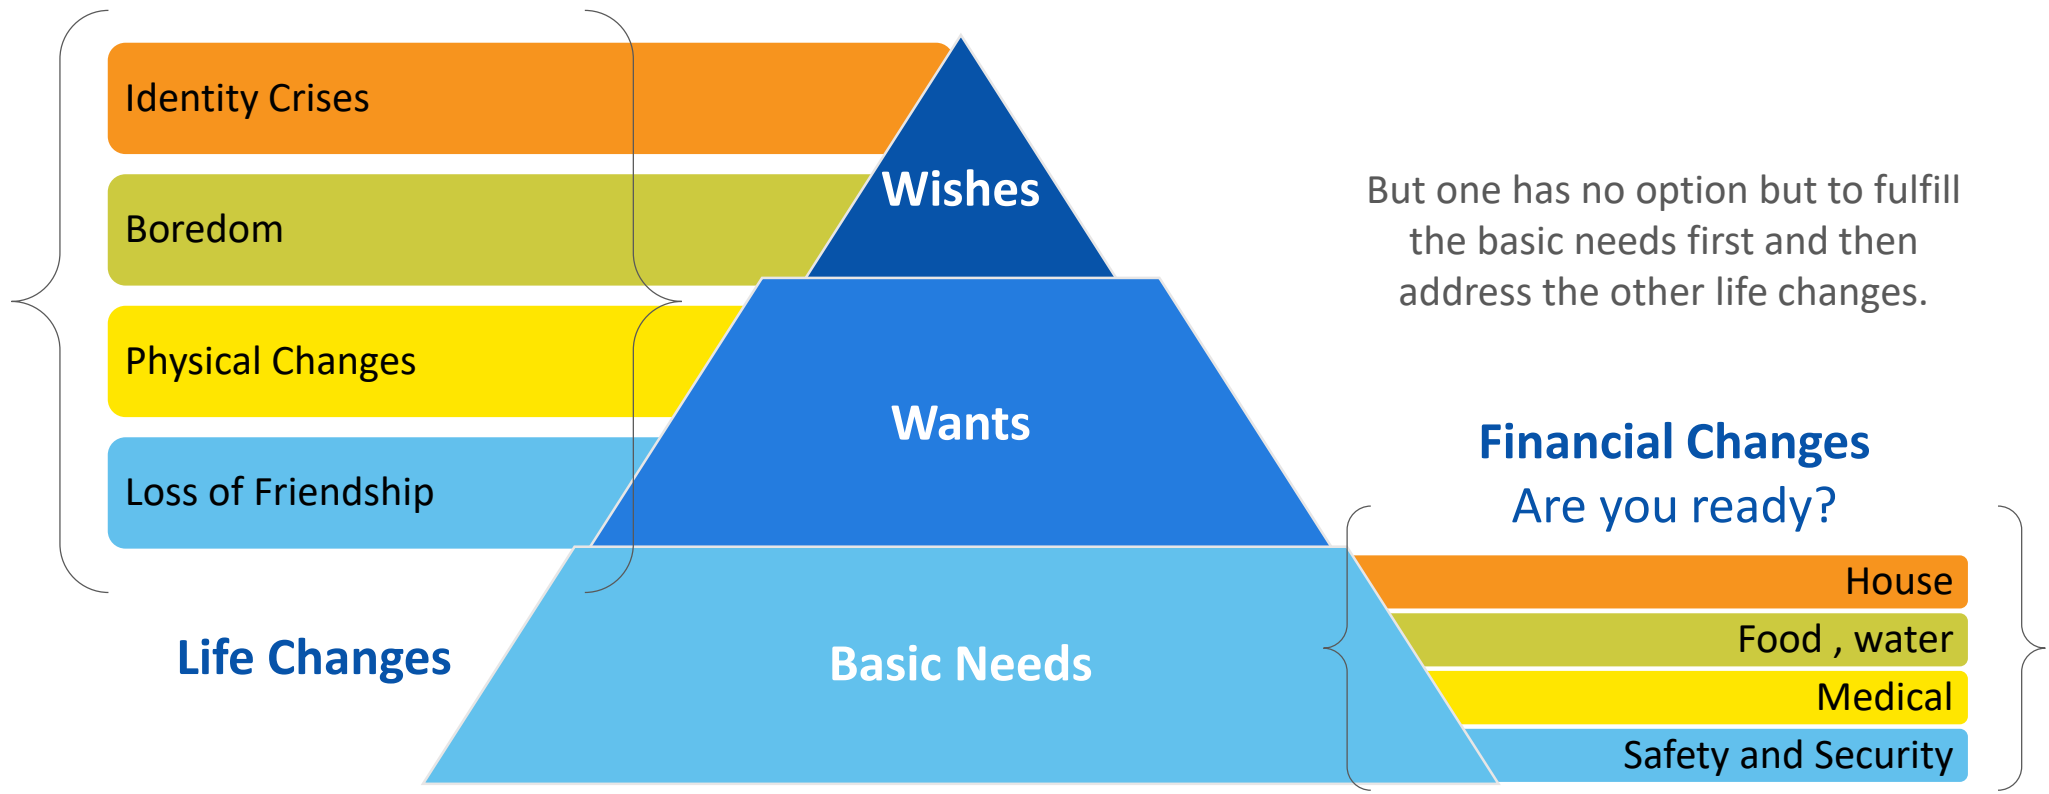 Identity Crises
Boredom
Physical Changes
Loss of Friendship
Life Changes
Wishes
Wants
Basic Needs
But one has no option but to fulfill
the basic needs first and then
address the other life changes.
Financial Changes
Are you ready?
House
Food , water
Medical
Safety and Security